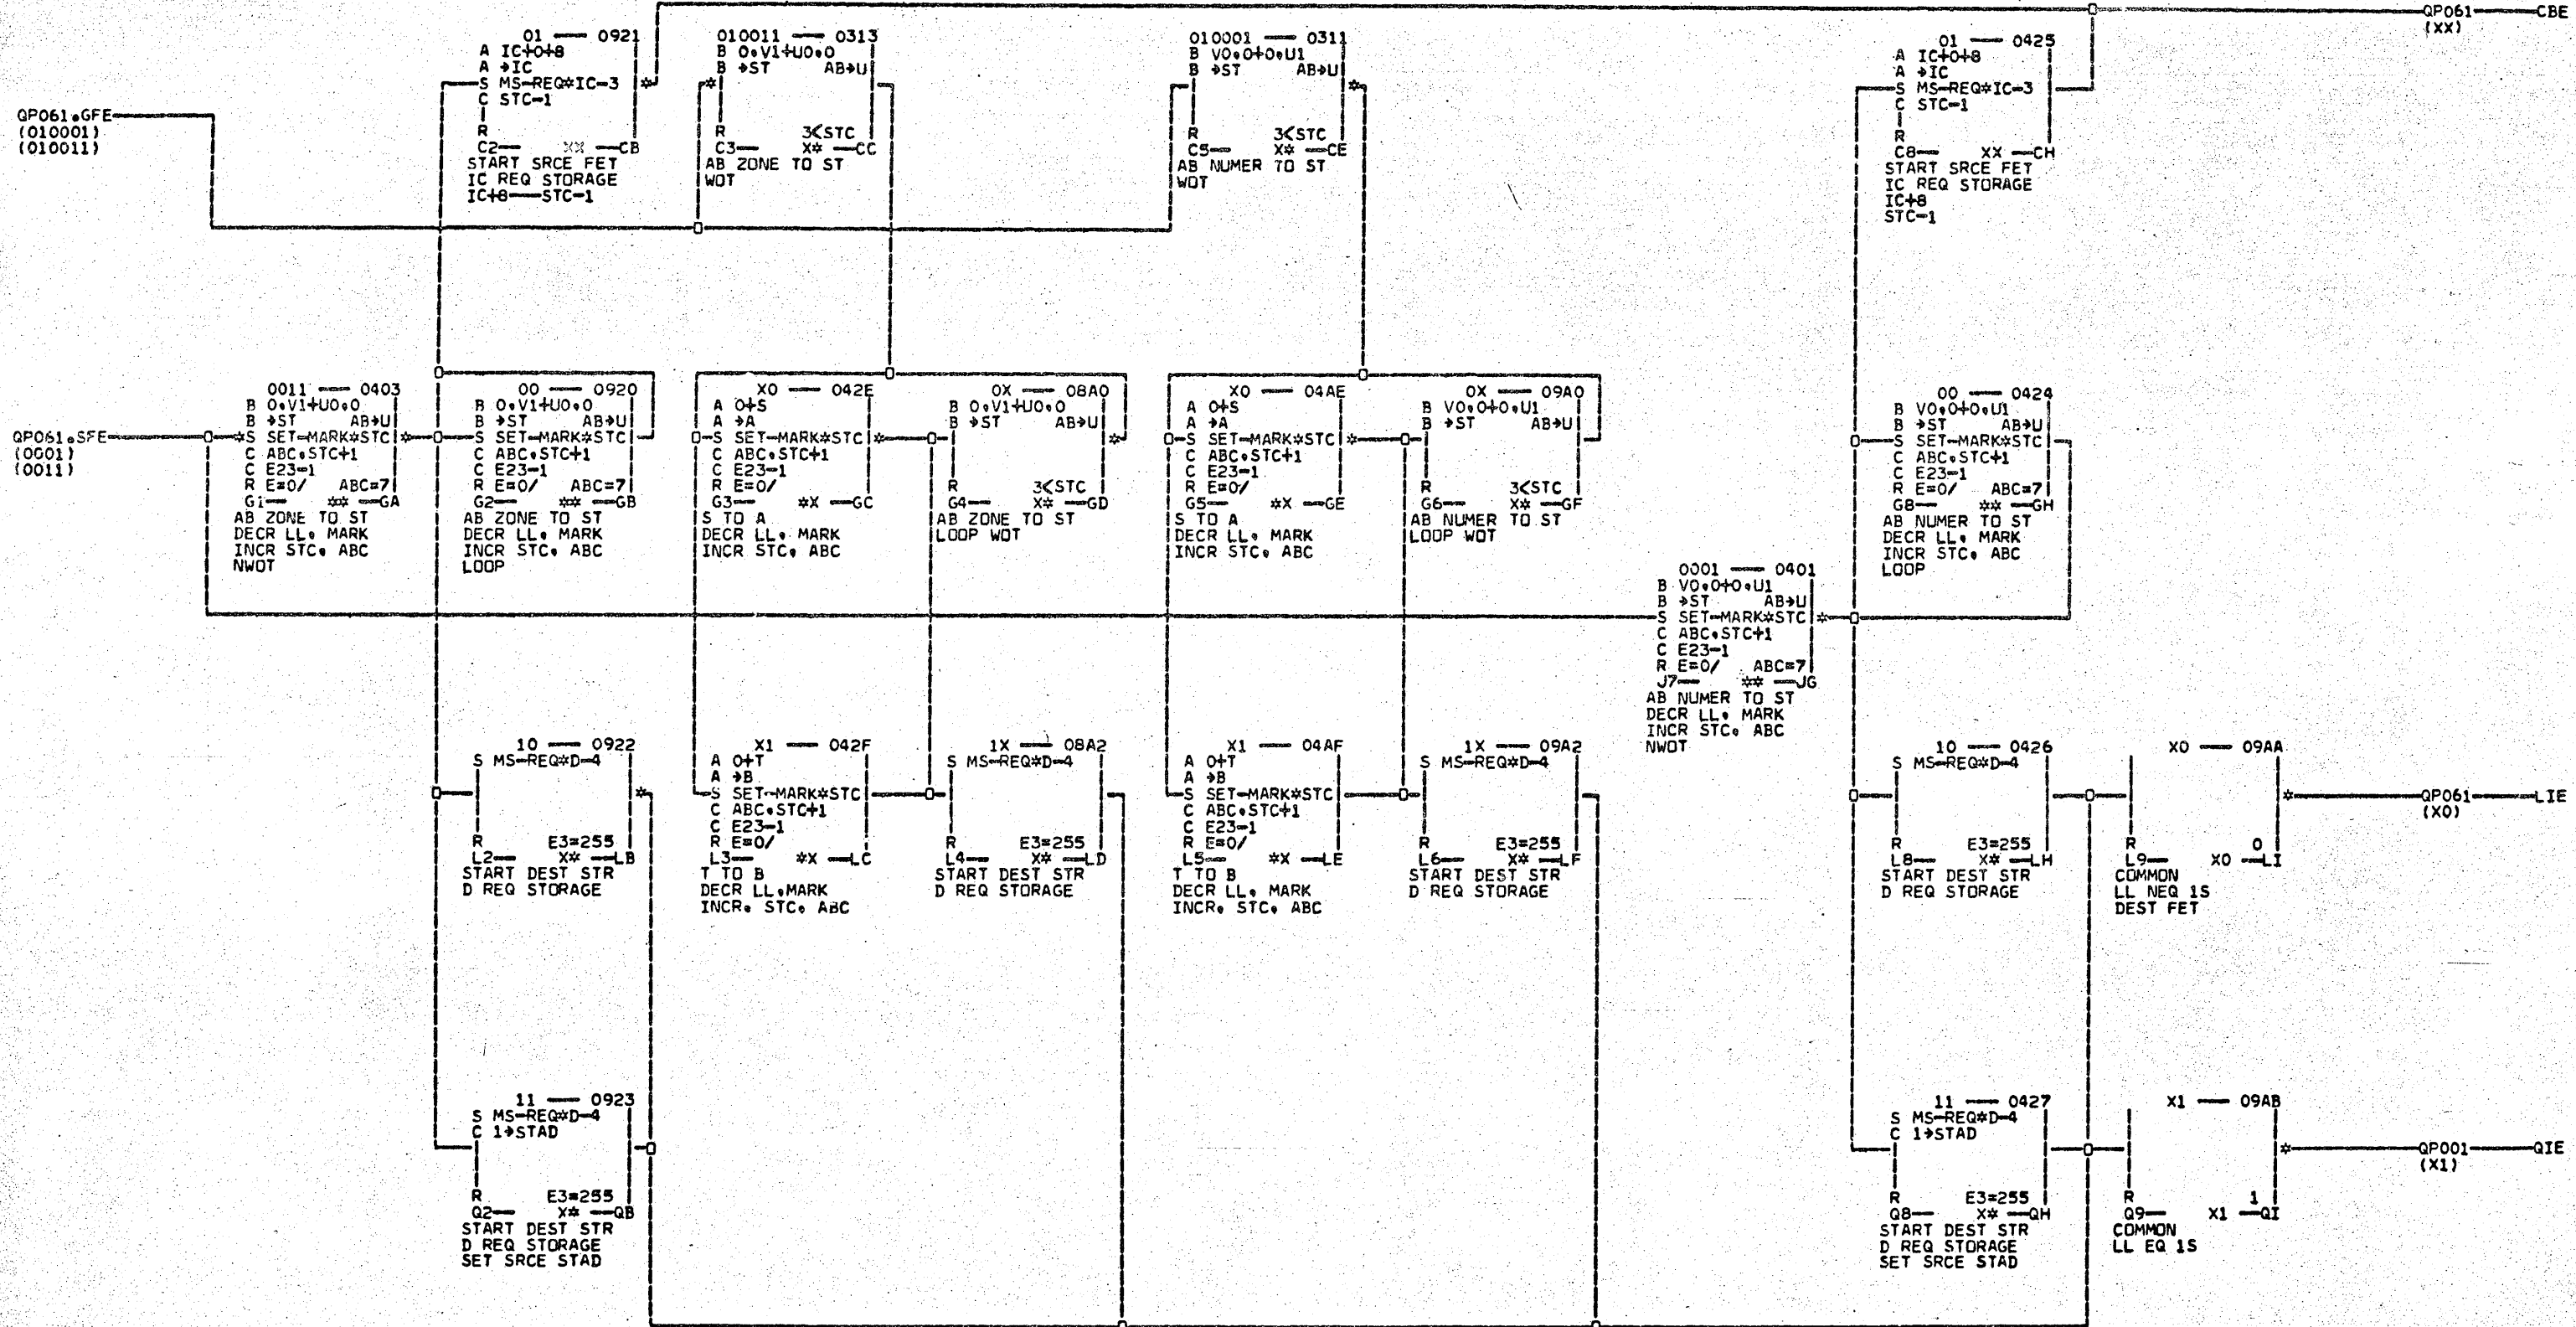 QP061 CBE
(XX)
01 — 0921
A IC+0+8
A →IC
S MS-REQ*IC-3 *
C STC-1
R
C2— XX —CB
START SRCE FET
IC REQ STORAGE
IC+8—STC-1
010011 — 0313
B 0.V1+U0.0
B →ST AB→U
*
R 3<STC
C3— X* —CC
AB ZONE TO ST
WOT
010001 — 0311
B V0.0+0.U1
B →ST AB→U
*
R 3<STC
C5— X* —CE
AB NUMER TO ST
WOT
01 — 0425
A IC+0+8
A →IC
S MS-REQ*IC-3
C STC-1
R
C8— XX —CH
START SRCE FET
IC REQ STORAGE
IC+8
STC-1
QP061.GFE
(010001)
(010011)
QP061.SFE
(0001)
(0011)
0011 — 0403
B 0.V1+U0.0
B →ST AB→U
*S SET-MARK*STC *
C ABC.STC+1
C E23-1
R E=0/ ABC=7
G1— ** —GA
AB ZONE TO ST
DECR LL. MARK
INCR STC. ABC
NWOT
00 — 0920
B 0.V1+U0.0
B →ST AB→U
S SET-MARK*STC
C ABC.STC+1
C E23-1
R E=0/ ABC=7
G2— ** —GB
AB ZONE TO ST
DECR LL. MARK
INCR STC. ABC
LOOP
X0 — 042E
A 0+S
A →A
S SET-MARK*STC *
C ABC.STC+1
C E23-1
R E=0/
G3— *X —GC
S TO A
DECR LL. MARK
INCR STC. ABC
0X — 08A0
B 0.V1+U0.0
B →ST AB→U
*
R 3<STC
G4— X* —GD
AB ZONE TO ST
LOOP WOT
X0 — 04AE
A 0+S
A →A
S SET-MARK*STC *
C ABC.STC+1
C E23-1
R E=0/
G5— *X —GE
S TO A
DECR LL. MARK
INCR STC. ABC
0X — 09A0
B V0.0+0.U1
B →ST AB→U
R 3<STC
G6— X* —GF
AB NUMER TO ST
LOOP WOT
00 — 0424
B V0.0+0.U1
B →ST AB→U
S SET-MARK*STC
C ABC.STC+1
C E23-1
R E=0/ ABC=7
G8— ** —GH
AB NUMER TO ST
DECR LL. MARK
INCR STC. ABC
LOOP
0001 — 0401
B V0.0+0.U1
B →ST AB→U
S SET-MARK*STC *
C ABC.STC+1
C E23-1
R E=0/ ABC=7
J7— ** —JG
AB NUMER TO ST
DECR LL. MARK
INCR STC. ABC
NWOT
10 — 0922
S MS-REQ*D-4
*
R E3=255
L2— X* —LB
START DEST STR
D REQ STORAGE
X1 — 042F
A 0+T
A →B
S SET-MARK*STC
C ABC.STC+1
C E23-1
R E=0/
L3— *X —LC
T TO B
DECR LL.MARK
INCR. STC. ABC
1X — 08A2
S MS-REQ*D-4
R E3=255
L4— X* —LD
START DEST STR
D REQ STORAGE
X1 — 04AF
A 0+T
A →B
S SET-MARK*STC
C ABC.STC+1
C E23-1
R E=0/
L5— *X —LE
T TO B
DECR LL. MARK
INCR. STC. ABC
1X — 09A2
S MS-REQ*D-4
R E3=255
L6— X* —LF
START DEST STR
D REQ STORAGE
10 — 0426
S MS-REQ*D-4
R E3=255
L8— X* —LH
START DEST STR
D REQ STORAGE
X0 — 09AA
*
R 0
L9— X0 —LI
COMMON
LL NEQ 1S
DEST FET
QP061 LIE
(X0)
11 — 0923
S MS-REQ*D-4
C 1→STAD
R E3=255
Q2— X* —QB
START DEST STR
D REQ STORAGE
SET SRCE STAD
11 — 0427
S MS-REQ*D-4
C 1→STAD
R E3=255
Q8— X* —QH
START DEST STR
D REQ STORAGE
SET SRCE STAD
X1 — 09AB
*
R 1
Q9— X1 —QI
COMMON
LL EQ 1S
QP001 QIE
(X1)